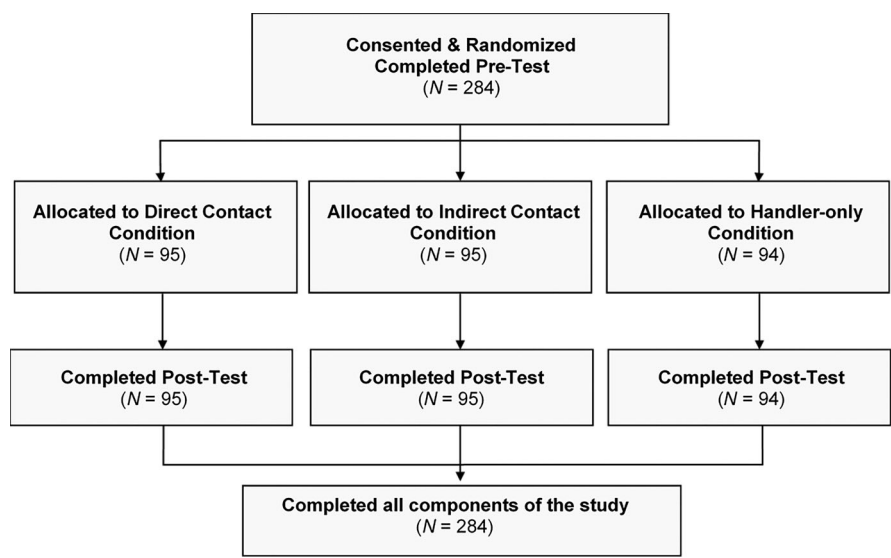 Consented & Randomized
Completed Pre-Test
(N = 284)
Allocated to Direct Contact
Condition
(N = 95)
Allocated to Indirect Contact
Condition
(N = 95)
Allocated to Handler-only
Condition
(N = 94)
Completed Post-Test
(N = 95)
Completed Post-Test
(N = 95)
Completed Post-Test
(N = 94)
Completed all components of the study
(N = 284)